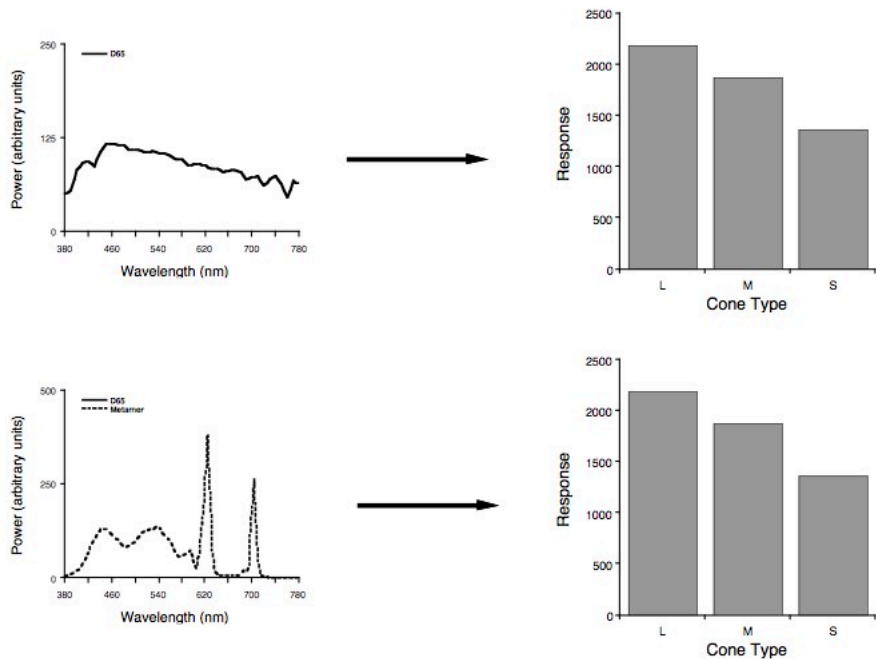 250
125
0
Power (arbitrary units)
D65
380 460 540 620 700 780
Wavelength (nm)
2500
2000
1500
1000
500
0
Response
L M S
Cone Type
500
250
0
Power (arbitrary units)
D65
Metamer
380 460 540 620 700 780
Wavelength (nm)
2500
2000
1500
1000
500
0
Response
L M S
Cone Type